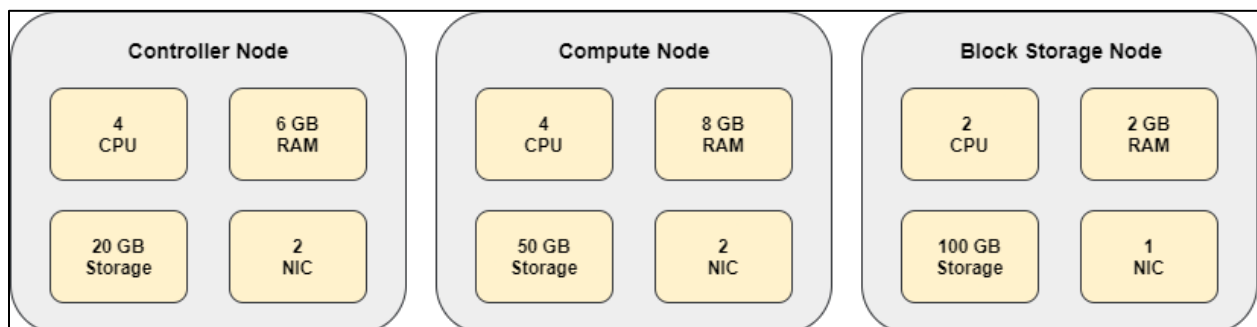 Controller Node
4
CPU
6 GB
RAM
20 GB
Storage
2
NIC
Compute Node
4
CPU
8 GB
RAM
50 GB
Storage
2
NIC
Block Storage Node
2
CPU
2 GB
RAM
100 GB
Storage
1
NIC